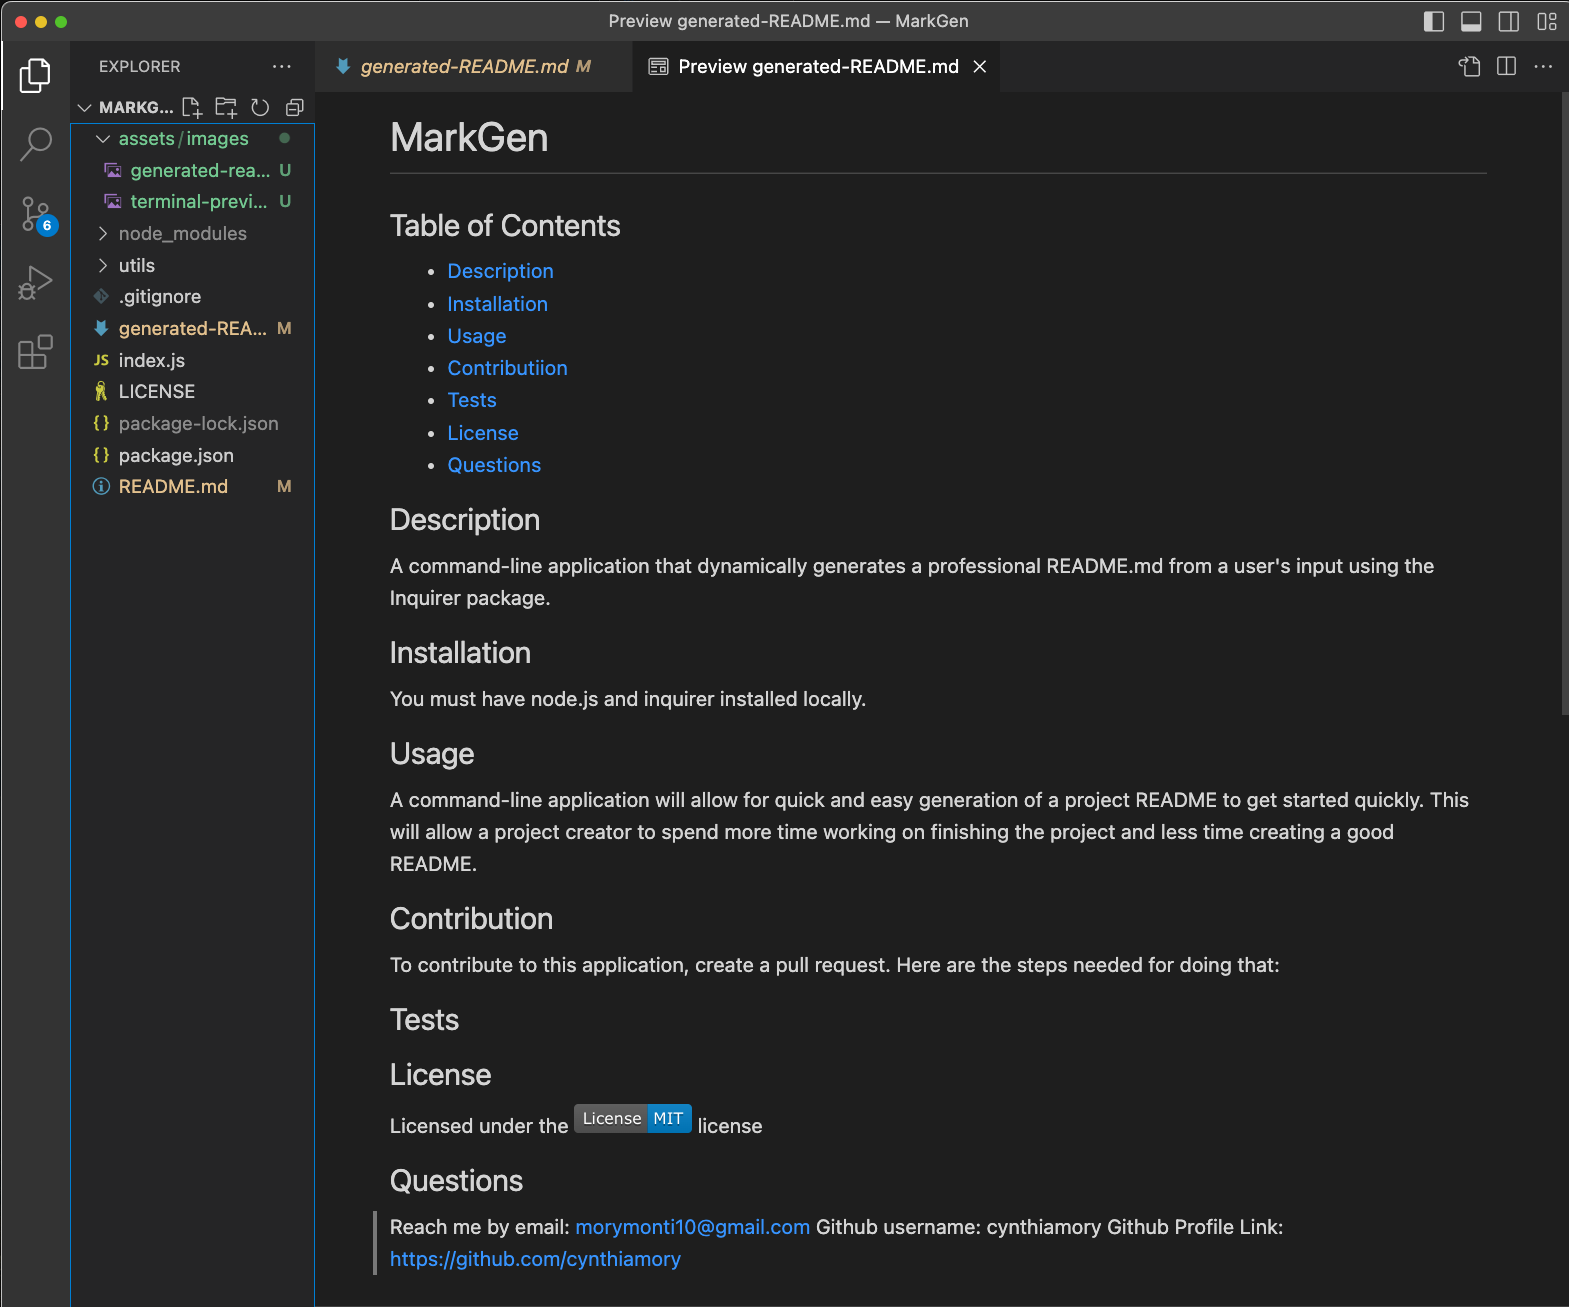 Preview generated-README.md — MarkGen
EXPLORER
MARKG...
assets/images
generated-rea... U
terminal-previ... U
node_modules
utils
.gitignore
generated-REA... M
JS index.js
LICENSE
{} package-lock.json
{} package.json
README.md M
6
generated-README.md M
Preview generated-README.md
MarkGen
Table of Contents
• Description
• Installation
• Usage
• Contributiion
• Tests
• License
• Questions
Description
A command-line application that dynamically generates a professional README.md from a user's input using the
Inquirer package.
Installation
You must have node.js and inquirer installed locally.
Usage
A command-line application will allow for quick and easy generation of a project README to get started quickly. This
will allow a project creator to spend more time working on finishing the project and less time creating a good
README.
Contribution
To contribute to this application, create a pull request. Here are the steps needed for doing that:
Tests
License
Licensed under the License MIT license
Questions
Reach me by email: morymonti10@gmail.com Github username: cynthiamory Github Profile Link:
https://github.com/cynthiamory